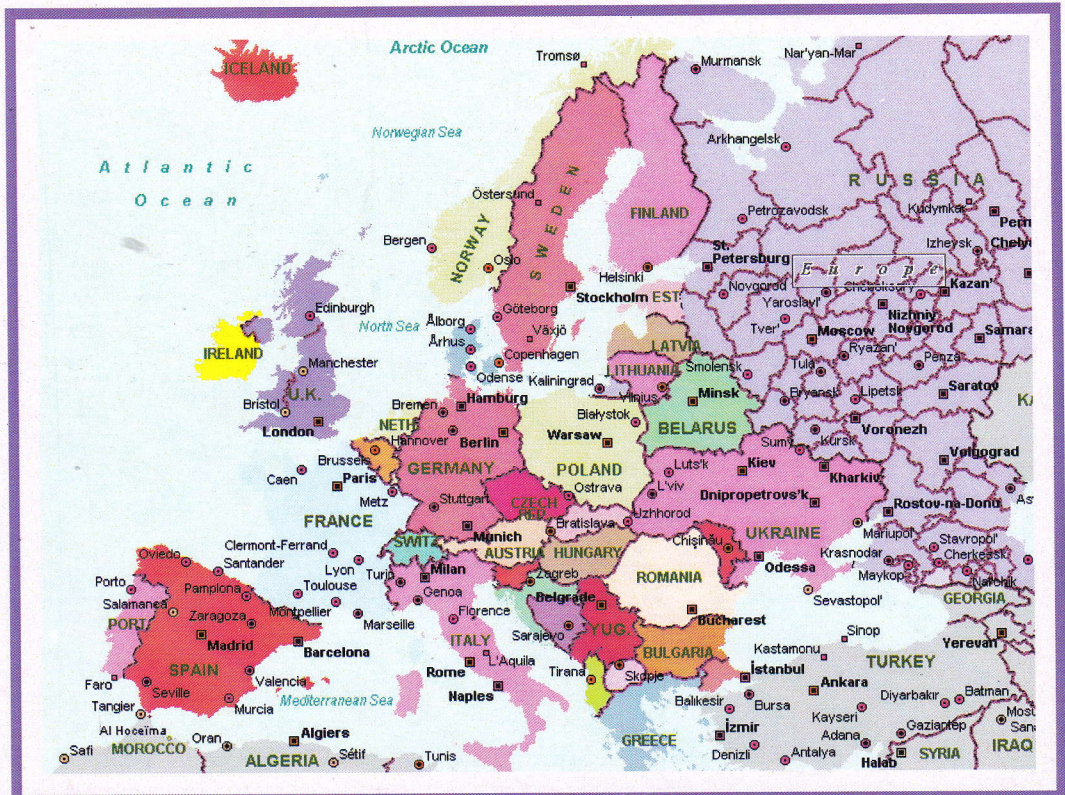 Arctic Ocean
Tromsø
Nar'yan-Mar
Murmansk
ICELAND
Norwegian Sea
Arkhangelsk
Atlantic
Ocean
RUSSIA
Östersund
SWEDEN
FINLAND
Kudymkar
Petrozavodsk
Perm
Bergen
NORWAY
Oslo
St.
Petersburg
Izhevsk
Chelya
Helsinki
Europe
Stockholm
EST.
Novgorod
Cheboksary
Kazan'
Edinburgh
North Sea
Göteborg
Yaroslavl'
Nizhniy
Novgorod
Ålborg
Växjö
Tver'
Moscow
Samara
IRELAND
Århus
LATVIA
Ryazan'
Manchester
Copenhagen
LITHUANIA
Smolensk
Tula
Penza
Odense
Kaliningrad
Vilnius
Minsk
Bryansk
Lipetsk
Saratov
KA
U.K.
Bristol
Bremen
Hamburg
Białystok
BELARUS
Voronezh
London
NETH.
Hannover
Berlin
Warsaw
Sumy
Kursk
Brussels
GERMANY
POLAND
Luts'k
Kiev
Kharkiv
Volgograd
Caen
Paris
Metz
Stuttgart
CZECH
REP.
Ostrava
L'viv
Dnipropetrovs'k
Rostov-na-Donu
As
FRANCE
Munich
Bratislava
Uzhhorod
UKRAINE
Mariupol'
Clermont-Ferrand
SWITZ.
AUSTRIA
HUNGARY
Chişinău
Krasnodar
Stavropol'
Oviedo
Santander
Lyon
Turin
Milan
Zagreb
ROMANIA
Odessa
Maykop
Cherkessk
Nal'chik
Porto
Pamplona
Toulouse
Genoa
Belgrade
Sevastopol'
GEORGIA
Salamanca
Zaragoza
Montpellier
Marseille
Florence
Bucharest
PORT.
Madrid
Barcelona
ITALY
Sarajevo
YUG.
BULGARIA
Sinop
Yerevan
Kastamonu
SPAIN
Rome
L'Aquila
Tirana
Skopje
İstanbul
TURKEY
Faro
Seville
Valencia
Naples
Ankara
Tangier
Murcia
Mediterranean Sea
Balıkesir
Bursa
Kayseri
Diyarbakır
Batman
Al Hoceïma
GREECE
İzmir
Adana
Gaziantep
Mosu
Safi
MOROCCO
Oran
Algiers
Denizli
Sana
ALGERIA
Sétif
Tunis
Antalya
Halab
SYRIA
IRAQ